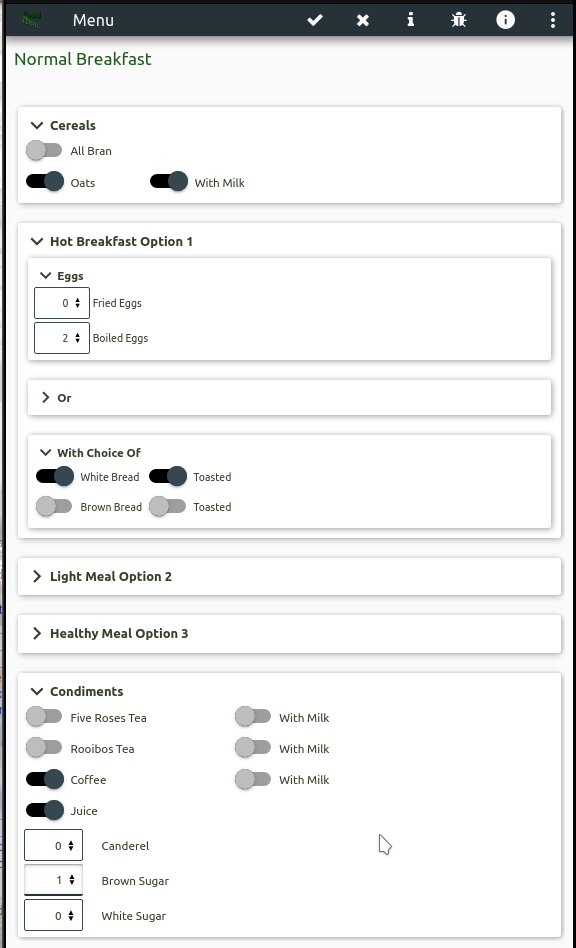 Menu
Normal Breakfast
Cereals
All Bran
Oats With Milk
Hot Breakfast Option 1
Eggs
0 Fried Eggs
2 Boiled Eggs
Or
With Choice Of
White Bread Toasted
Brown Bread Toasted
Light Meal Option 2
Healthy Meal Option 3
Condiments
Five Roses Tea With Milk
Rooibos Tea With Milk
Coffee With Milk
Juice
0 Canderel
1 Brown Sugar
0 White Sugar